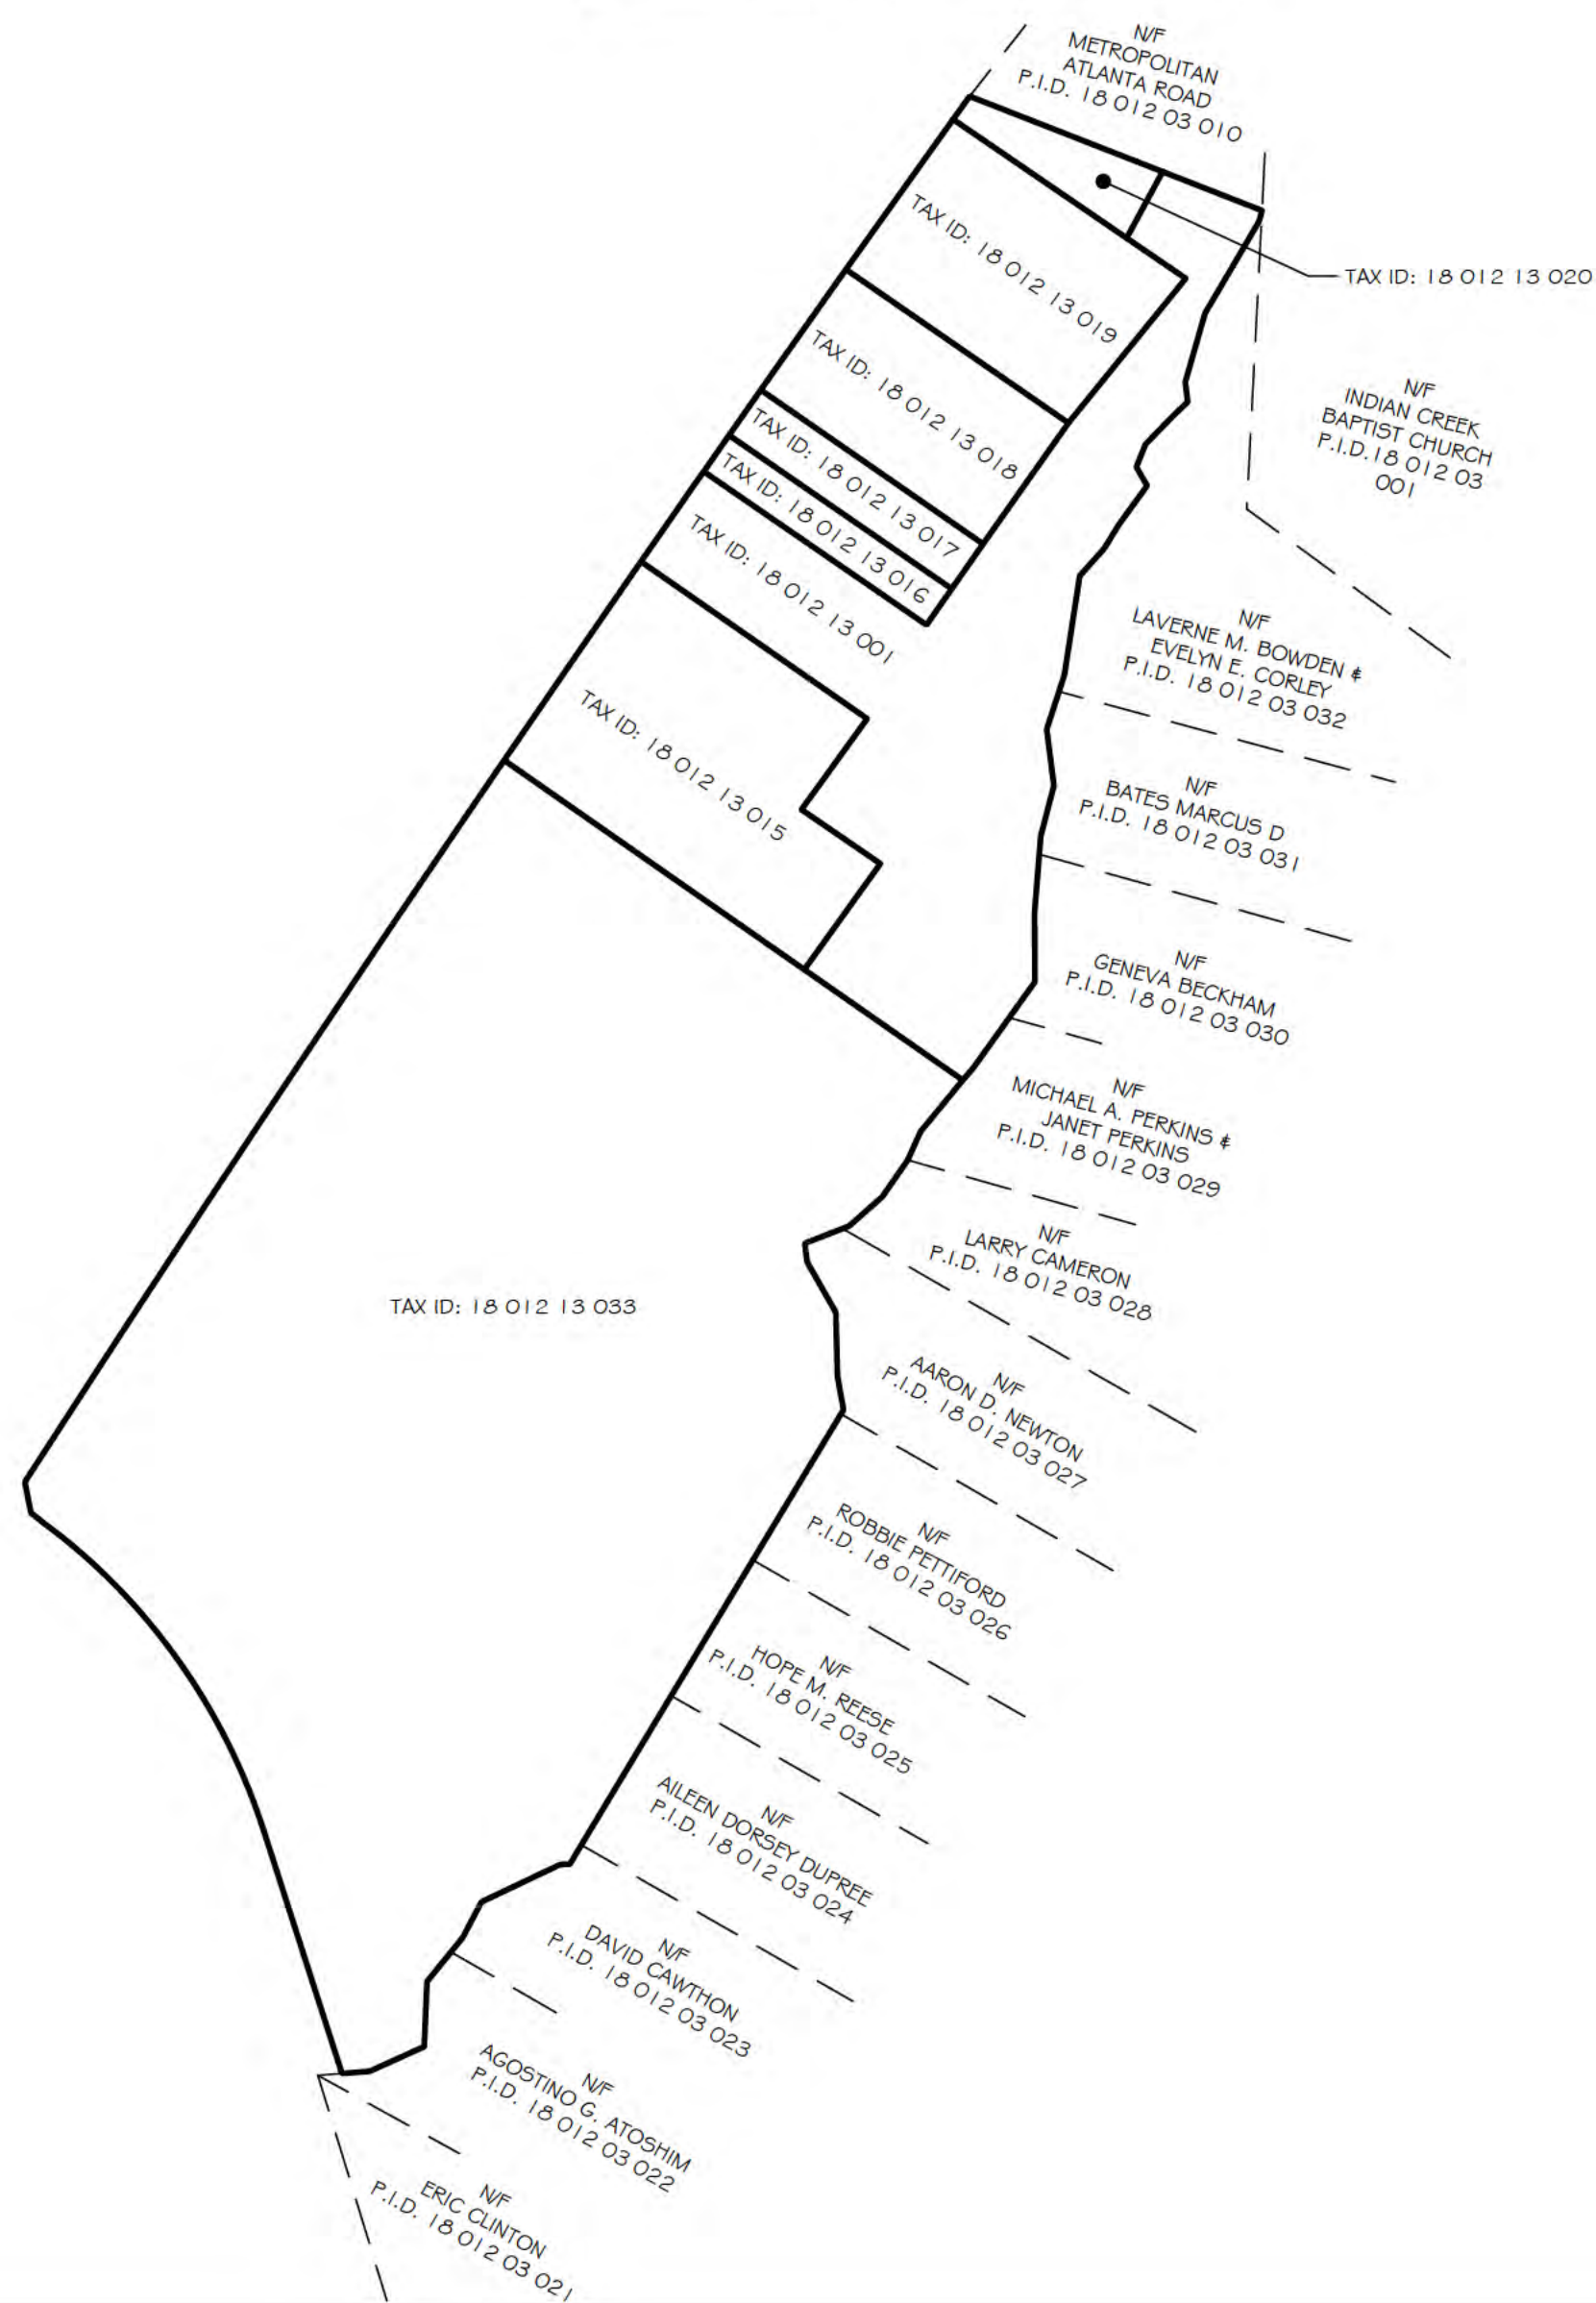 N/F
METROPOLITAN
ATLANTA ROAD
P.I.D. 18 012 03 010
TAX ID: 18 012 13 019
TAX ID: 18 012 13 020
TAX ID: 18 012 13 018
N/F
INDIAN CREEK
BAPTIST CHURCH
P.I.D.18 012 03
001
TAX ID: 18 012 13 017
TAX ID: 18 012 13 016
TAX ID: 18 012 13 001
N/F
LAVERNE M. BOWDEN &
EVELYN E. CORLEY
P.I.D. 18 012 03 032
TAX ID: 18 012 13 015
N/F
BATES MARCUS D
P.I.D. 18 012 03 031
N/F
GENEVA BECKHAM
P.I.D. 18 012 03 030
N/F
MICHAEL A. PERKINS &
JANET PERKINS
P.I.D. 18 012 03 029
N/F
LARRY CAMERON
P.I.D. 18 012 03 028
TAX ID: 18 012 13 033
N/F
AARON D. NEWTON
P.I.D. 18 012 03 027
N/F
ROBBIE PETTIFORD
P.I.D. 18 012 03 026
N/F
HOPE M. REESE
P.I.D. 18 012 03 025
N/F
AILEEN DORSEY DUPREE
P.I.D. 18 012 03 024
N/F
DAVID CAWTHON
P.I.D. 18 012 03 023
N/F
AGOSTINO G. ATOSHIM
P.I.D. 18 012 03 022
N/F
ERIC CLINTON
P.I.D. 18 012 03 021